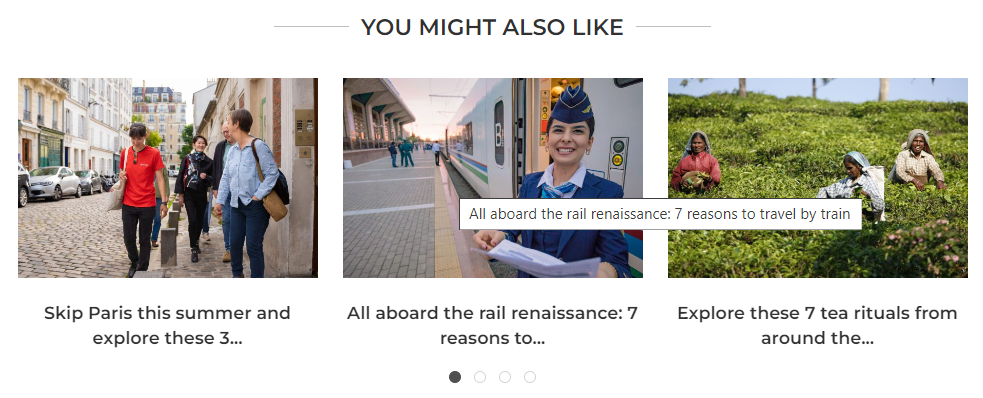 YOU MIGHT ALSO LIKE
All aboard the rail renaissance: 7 reasons to travel by train
Skip Paris this summer and
explore these 3...
All aboard the rail renaissance: 7
reasons to...
Explore these 7 tea rituals from
around the...